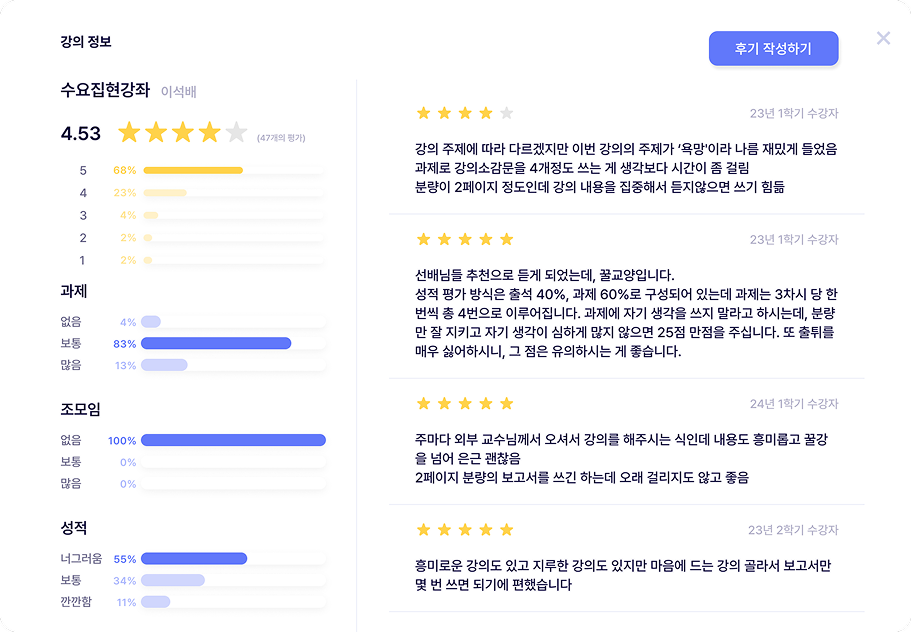 강의 정보
후기 작성하기
수요집현강좌 이석배
4.53 (47개의 평가)
5 68%
4 23%
3 4%
2 2%
1 2%
과제
없음 4%
보통 83%
많음 13%
조모임
없음 100%
보통 0%
많음 0%
성적
너그러움 55%
보통 34%
깐깐함 11%
23년 1학기 수강자
강의 주제에 따라 다르겠지만 이번 강의의 주제가 ‘욕망’이라 나름 재밌게 들었음
과제로 강의소감문을 4개정도 쓰는 게 생각보다 시간이 좀 걸림
분량이 2페이지 정도인데 강의 내용을 집중해서 듣지않으면 쓰기 힘듦
23년 1학기 수강자
선배님들 추천으로 듣게 되었는데, 꿀교양입니다.
성적 평가 방식은 출석 40%, 과제 60%로 구성되어 있는데 과제는 3차시 당 한
번씩 총 4번으로 이루어집니다. 과제에 자기 생각을 쓰지 말라고 하시는데, 분량
만 잘 지키고 자기 생각이 심하게 많지 않으면 25점 만점을 주십니다. 또 출튀를
매우 싫어하시니, 그 점은 유의하시는 게 좋습니다.
24년 1학기 수강자
주마다 외부 교수님께서 오셔서 강의를 해주시는 식인데 내용도 흥미롭고 꿀강
을 넘어 은근 괜찮음
2페이지 분량의 보고서를 쓰긴 하는데 오래 걸리지도 않고 좋음
23년 2학기 수강자
흥미로운 강의도 있고 지루한 강의도 있지만 마음에 드는 강의 골라서 보고서만
몇 번 쓰면 되기에 편했습니다